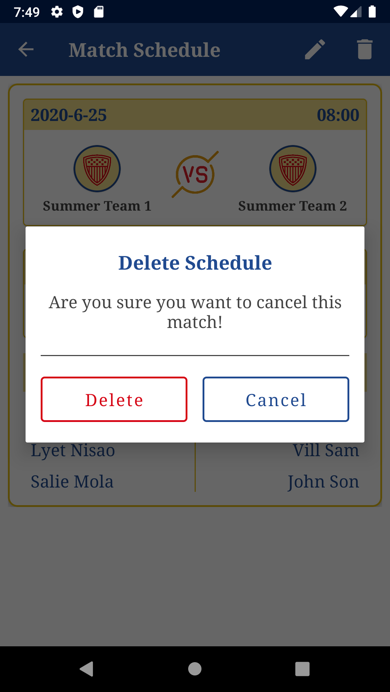 7:49
Match Schedule
2020-6-25 08:00
VS
Summer Team 1 Summer Team 2
Delete Schedule
Are you sure you want to cancel this
match!
Delete Cancel
Lyet Nisao Vill Sam
Salie Mola John Son